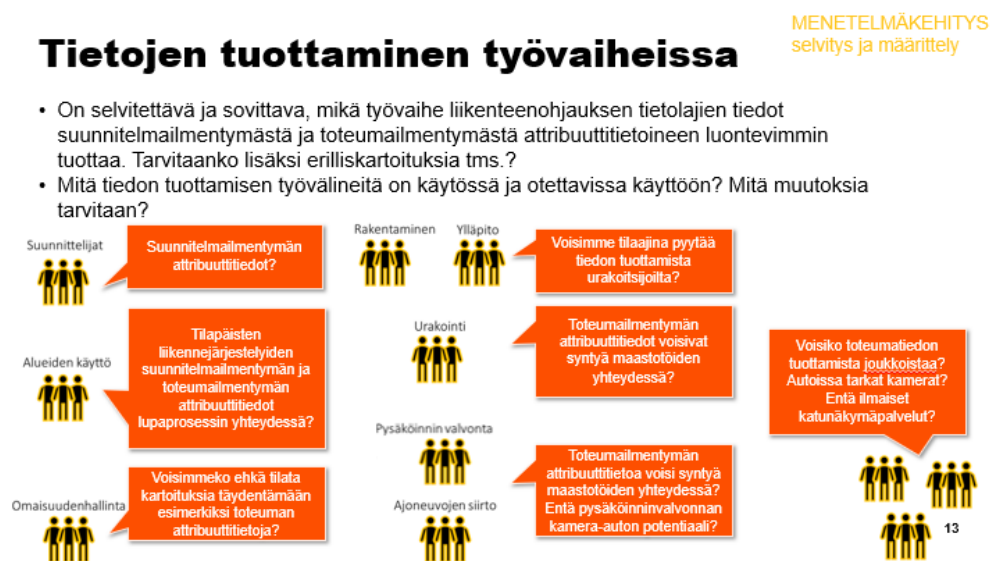 MENETELMÄKEHITYS
selvitys ja määrittely
Tietojen tuottaminen työvaiheissa
• On selvitettävä ja sovittava, mikä työvaihe liikenteenohjauksen tietolajien tiedot
suunnitelmailmentymästä ja toteumailmentymästä attribuuttitietoineen luontevimmin
tuottaa. Tarvitaanko lisäksi erilliskartoituksia tms.?
• Mitä tiedon tuottamisen työvälineitä on käytössä ja otettavissa käyttöön? Mitä muutoksia
tarvitaan?
Suunnittelijat
Suunnitelmailmentymän
attribuuttitiedot?
Alueiden käyttö
Tilapäisten
liikennejärjestelyiden
suunnitelmailmentymän ja
toteumailmentymän
attribuuttitiedot
lupaprosessin yhteydessä?
Omaisuudenhallinta
Voisimmeko ehkä tilata
kartoituksia täydentämään
esimerkiksi toteuman
attribuuttitietoja?
Rakentaminen
Ylläpito
Voisimme tilaajina pyytää
tiedon tuottamista
urakoitsijoilta?
Urakointi
Toteumailmentymän
attribuuttitiedot voisivat
syntyä maastotöiden
yhteydessä?
Pysäköinnin valvonta
Ajoneuvojen siirto
Toteumailmentymän
attribuuttitietoa voisi syntyä
maastotöiden yhteydessä?
Entä pysäköinninvalvonnan
kamera-auton potentiaali?
Voisiko toteumatiedon
tuottamista joukkoistaa?
Autoissa tarkat kamerat?
Entä ilmaiset
katunäkymäpalvelut?
13